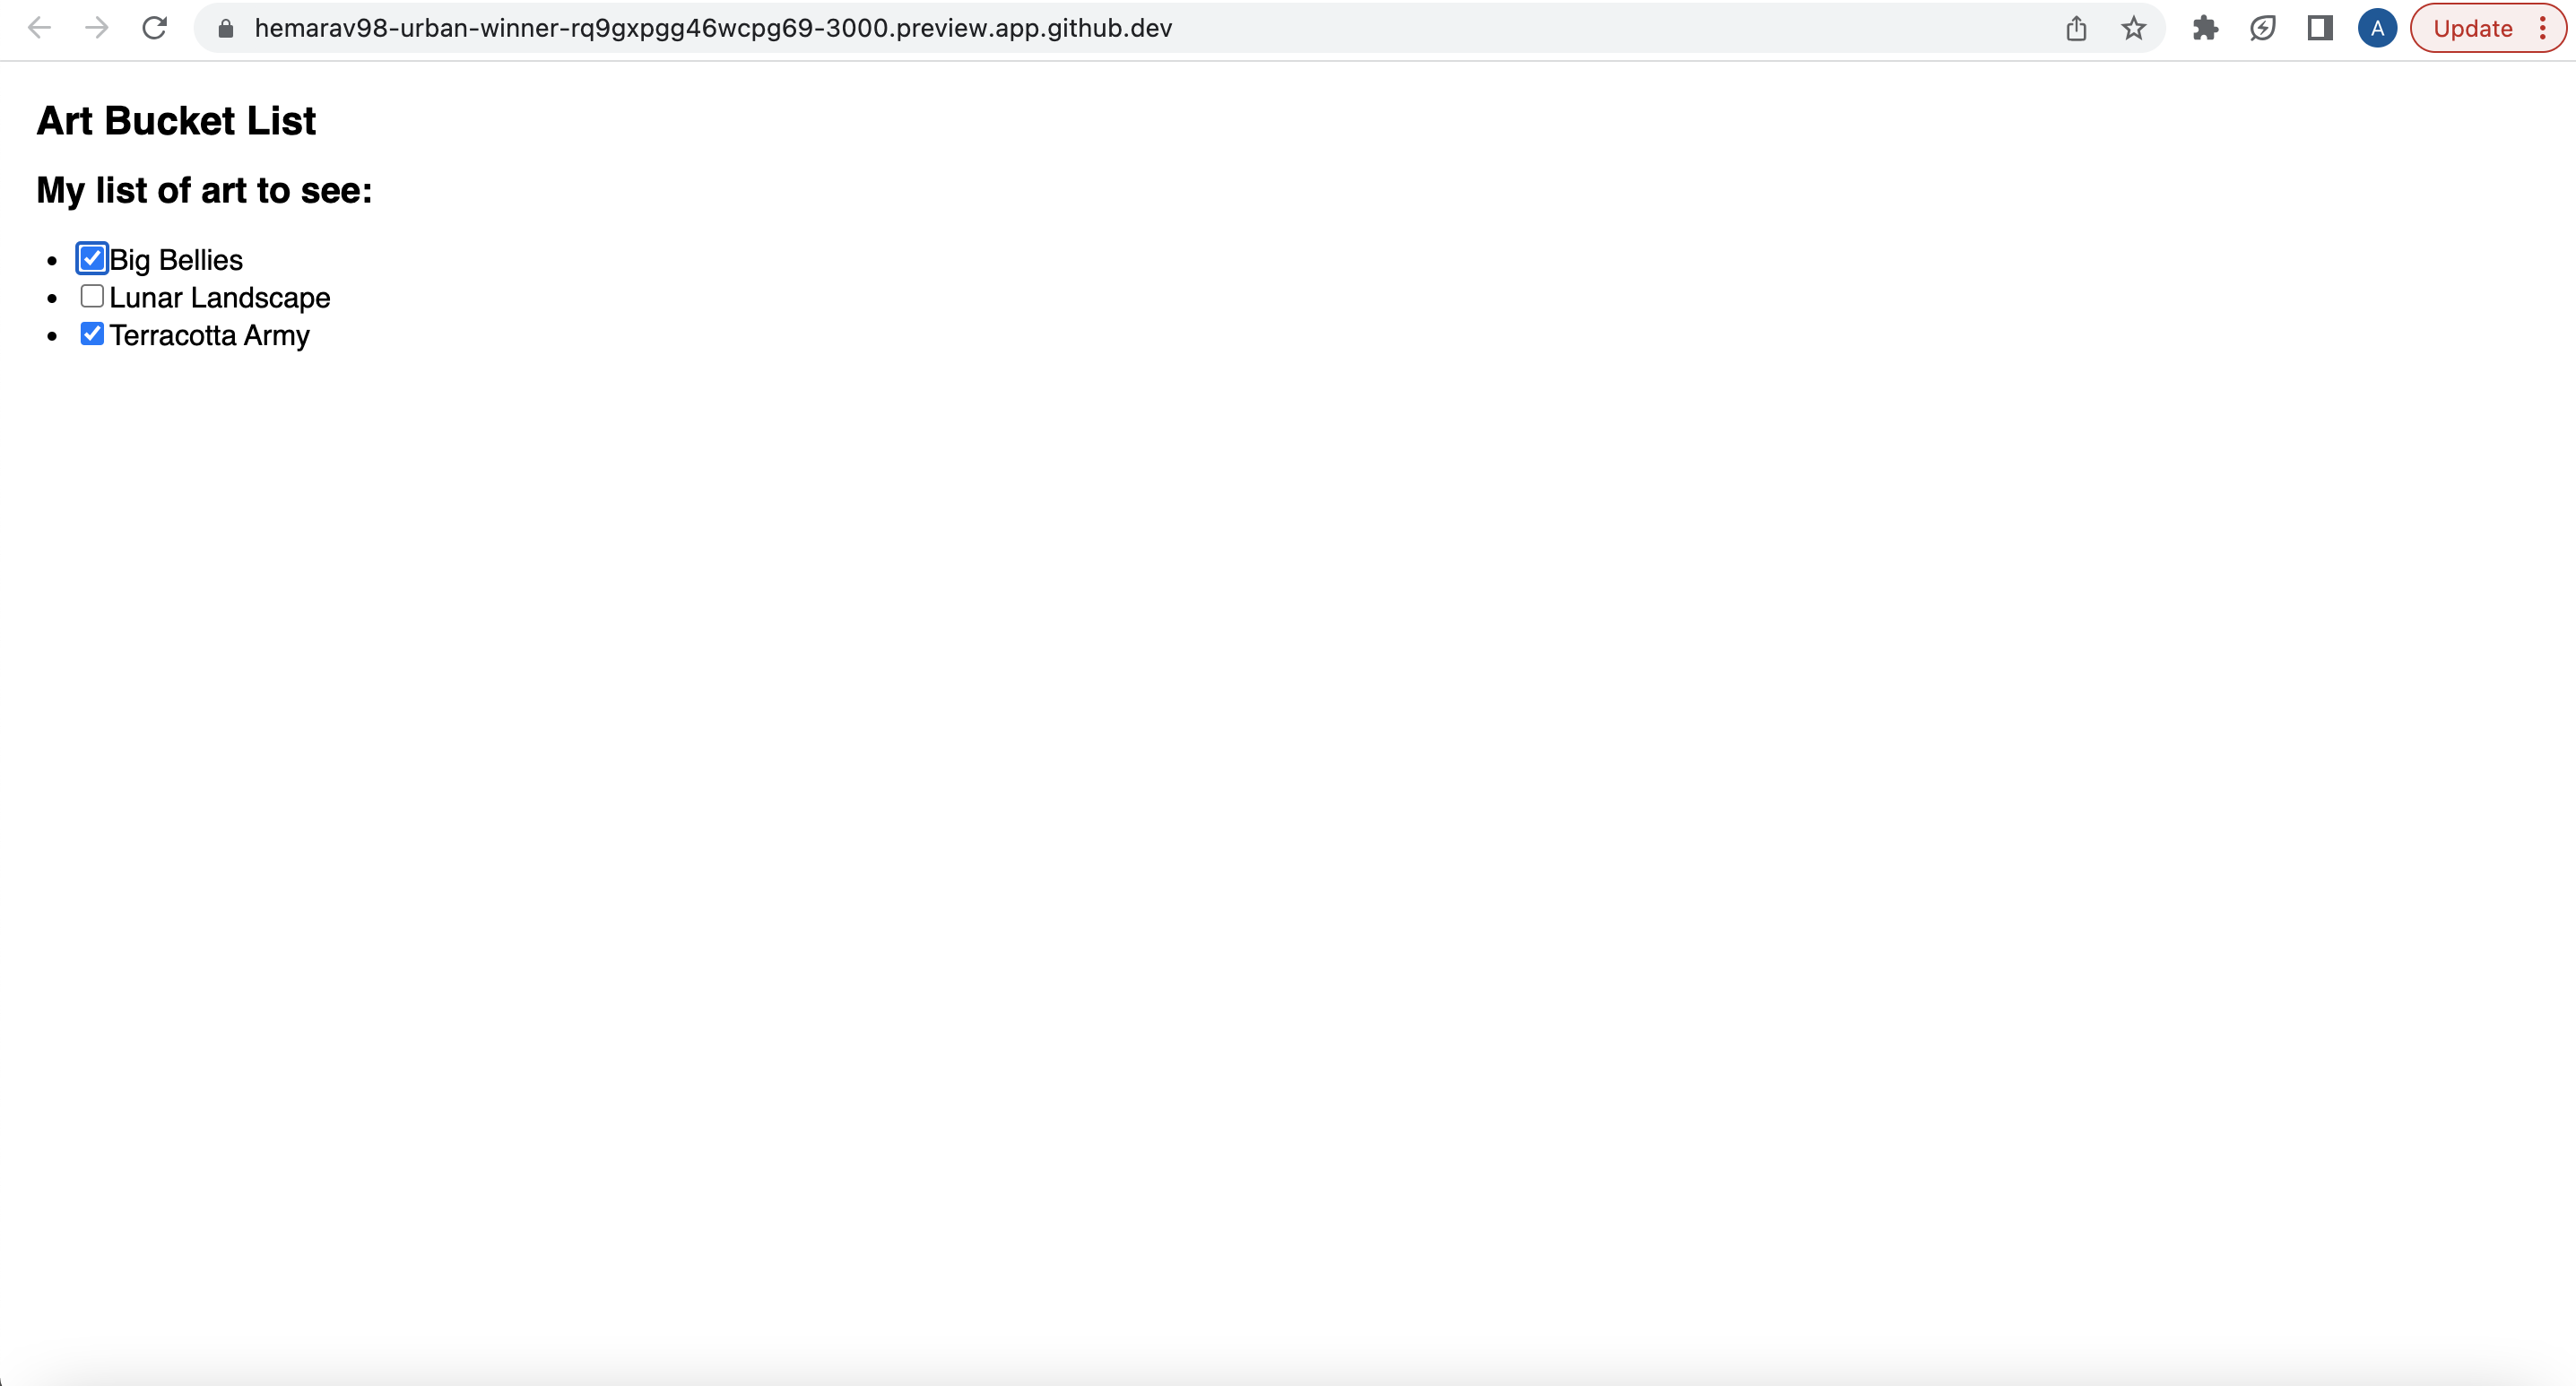 hemarav98-urban-winner-rq9gxpgg46wcpg69-3000.preview.app.github.dev
A
Update
Art Bucket List
My list of art to see:
Big Bellies
Lunar Landscape
Terracotta Army